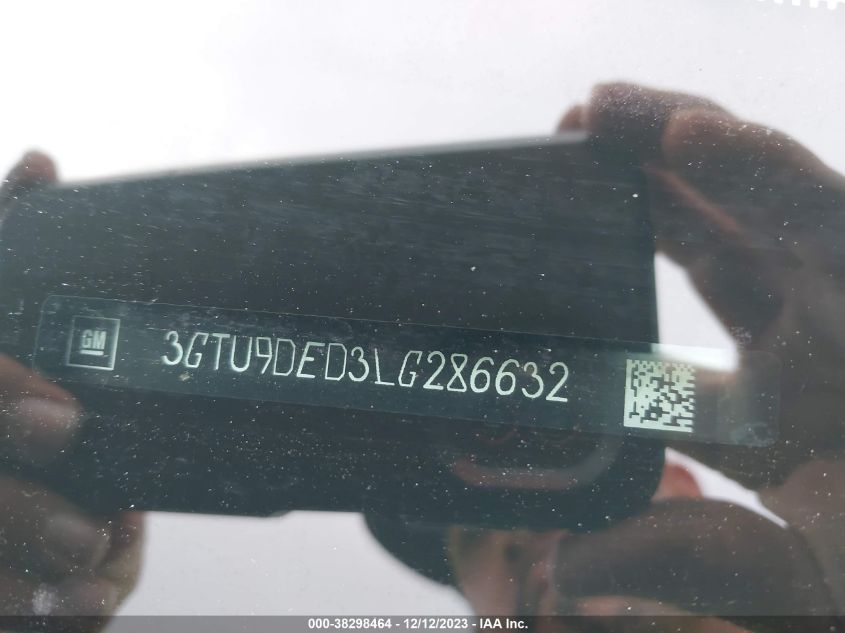 GM
3GTU9DED3LG286632
000-38298464 - 12/12/2023 - IAA Inc.